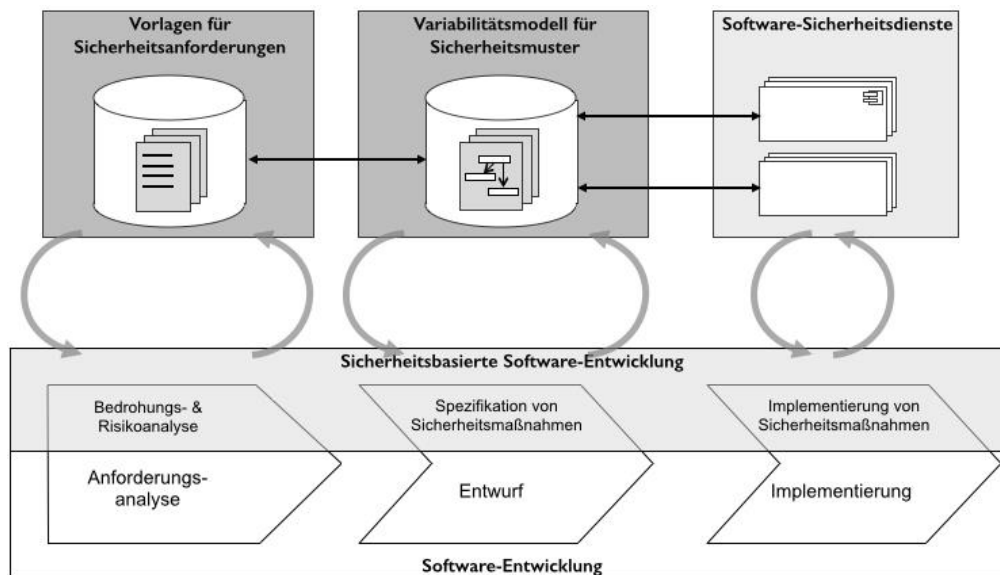 Vorlagen für
Sicherheitsanforderungen
Variabilitätsmodell für
Sicherheitsmuster
Software-Sicherheitsdienste
Sicherheitsbasierte Software-Entwicklung
Bedrohungs- &
Risikoanalyse
Spezifikation von
Sicherheitsmaßnahmen
Implementierung von
Sicherheitsmaßnahmen
Anforderungs-
analyse
Entwurf
Implementierung
Software-Entwicklung